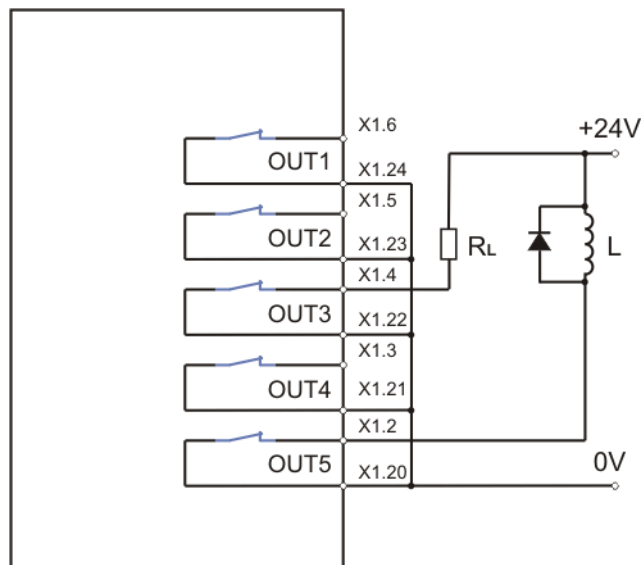 X1.6
+24V
OUT1
X1.24
X1.5
OUT2
X1.23
RL
L
X1.4
OUT3
X1.22
X1.3
OUT4
X1.21
X1.2
OUT5
0V
X1.20